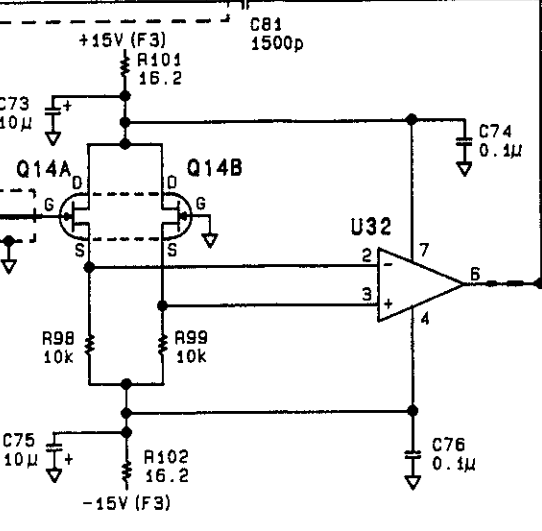 C81
1500p
+15V (F3)
R101
16.2
C73
10µ
+
C74
0.1µ
Q14A
Q14B
D
D
G
G
S
S
U32
2
-
7
6
3
+
4
R98
10k
R99
10k
C75
10µ
+
R102
16.2
-15V (F3)
C76
0.1µ